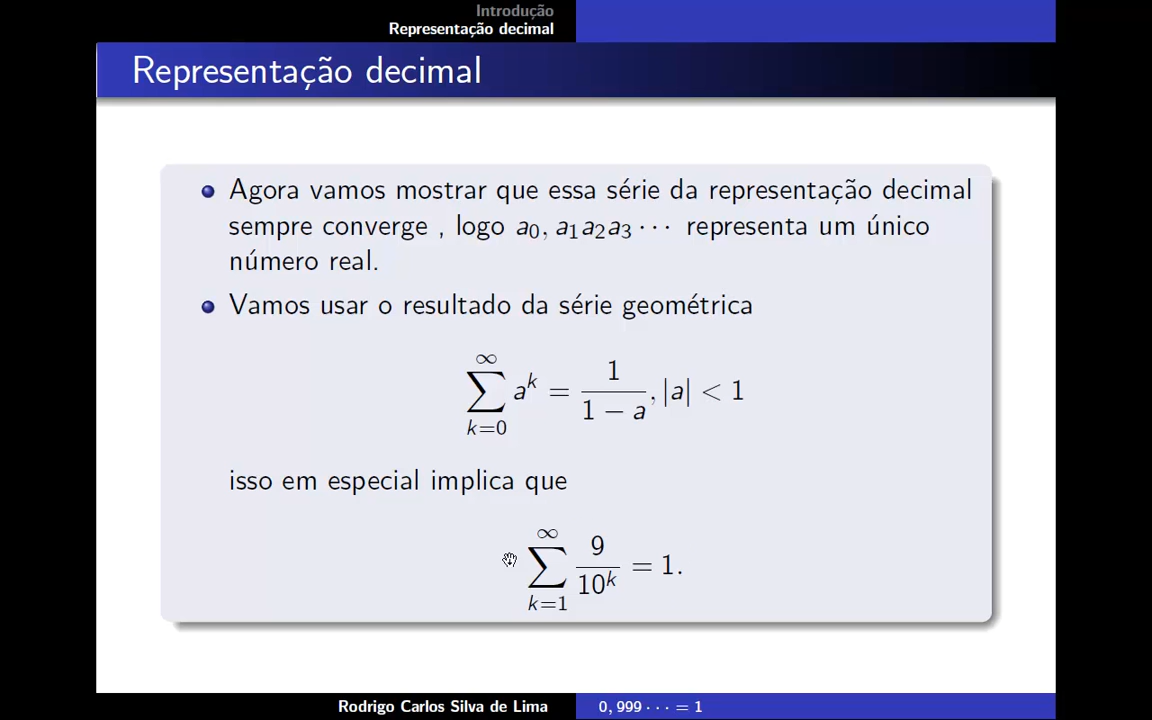 Introdução
Representação decimal
Representação decimal
Agora vamos mostrar que essa série da representação decimal
sempre converge , logo a₀, a₁a₂a₃ · · · representa um único
número real.
Vamos usar o resultado da série geométrica
∑_{k=0}^{∞} a^k = 1/(1 − a), |a| < 1
isso em especial implica que
∑_{k=1}^{∞} 9/10^k = 1.
Rodrigo Carlos Silva de Lima
0, 999 · · · = 1